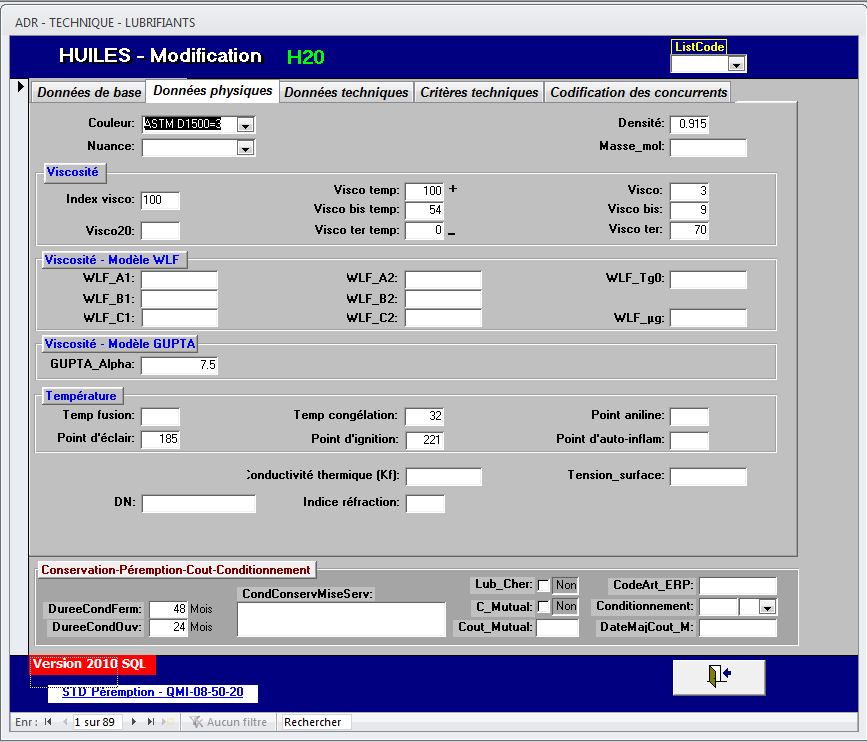 ADR - TECHNIQUE - LUBRIFIANTS
HUILES - Modification H20 ListCode
Données de base Données physiques Données techniques Critères techniques Codification des concurrents
Couleur: ASTM D1500=3 Densité: 0.915
Nuance: Masse_mol:
Viscosité
Index visco: 100 Visco temp: 100 + Visco: 3
Visco bis temp: 54 Visco bis: 9
Visco20: Visco ter temp: 0 - Visco ter: 70
Viscosité - Modèle WLF
WLF_A1: WLF_A2: WLF_Tg0:
WLF_B1: WLF_B2:
WLF_C1: WLF_C2: WLF_µg:
Viscosité - Modèle GUPTA
GUPTA_Alpha: 7.5
Température
Temp fusion: Temp congélation: 32 Point aniline:
Point d'éclair: 185 Point d'ignition: 221 Point d'auto-inflam:
Conductivité thermique (Kf): Tension_surface:
DN: Indice réfraction:
Conservation-Péremption-Cout-Conditionnement
CondConservMiseServ: Lub_Cher: Non CodeArt_ERP:
DureeCondFerm: 48 Mois C_Mutual: Non Conditionnement:
DureeCondOuv: 24 Mois Cout_Mutual: DateMajCout_M:
Version 2010 SQL
STD Péremption - QMI-08-50-20
Enr : 1 sur 89 Aucun filtre Rechercher